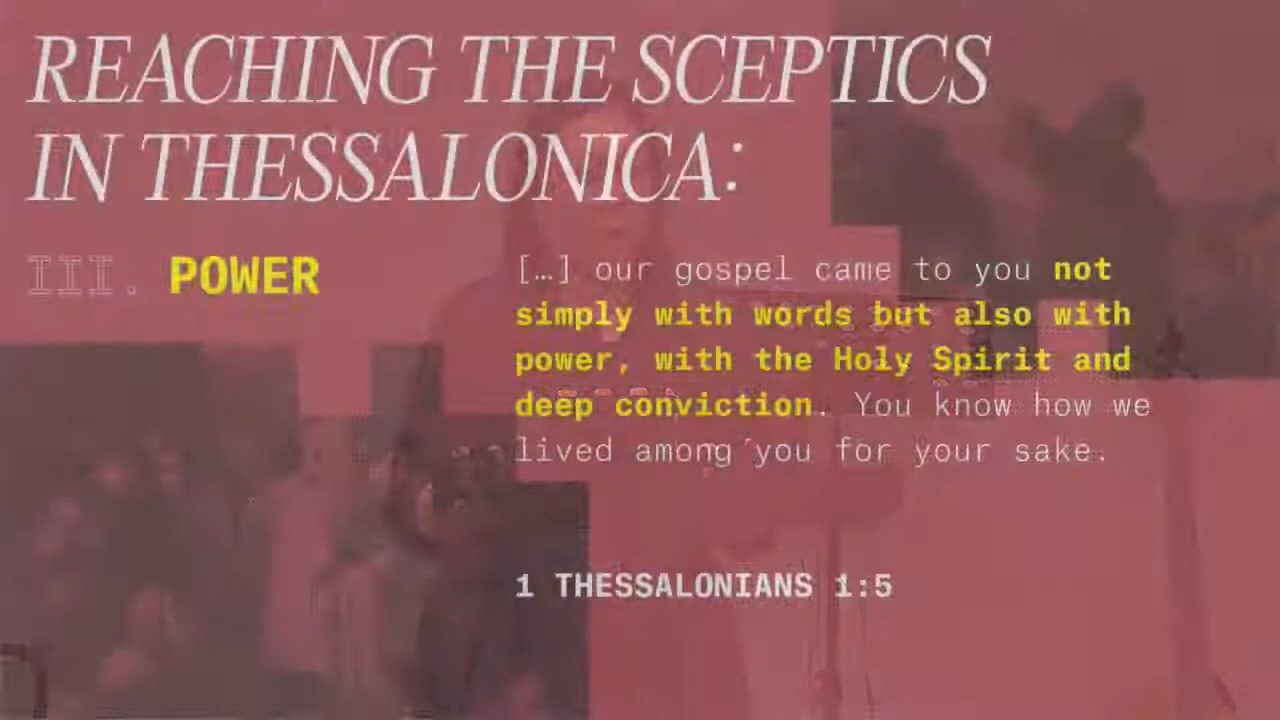 REACHING THE SCEPTICS
IN THESSALONICA:
III. POWER
[…] our gospel came to you not
simply with words but also with
power, with the Holy Spirit and
deep conviction. You know how we
lived among you for your sake.
1 THESSALONIANS 1:5